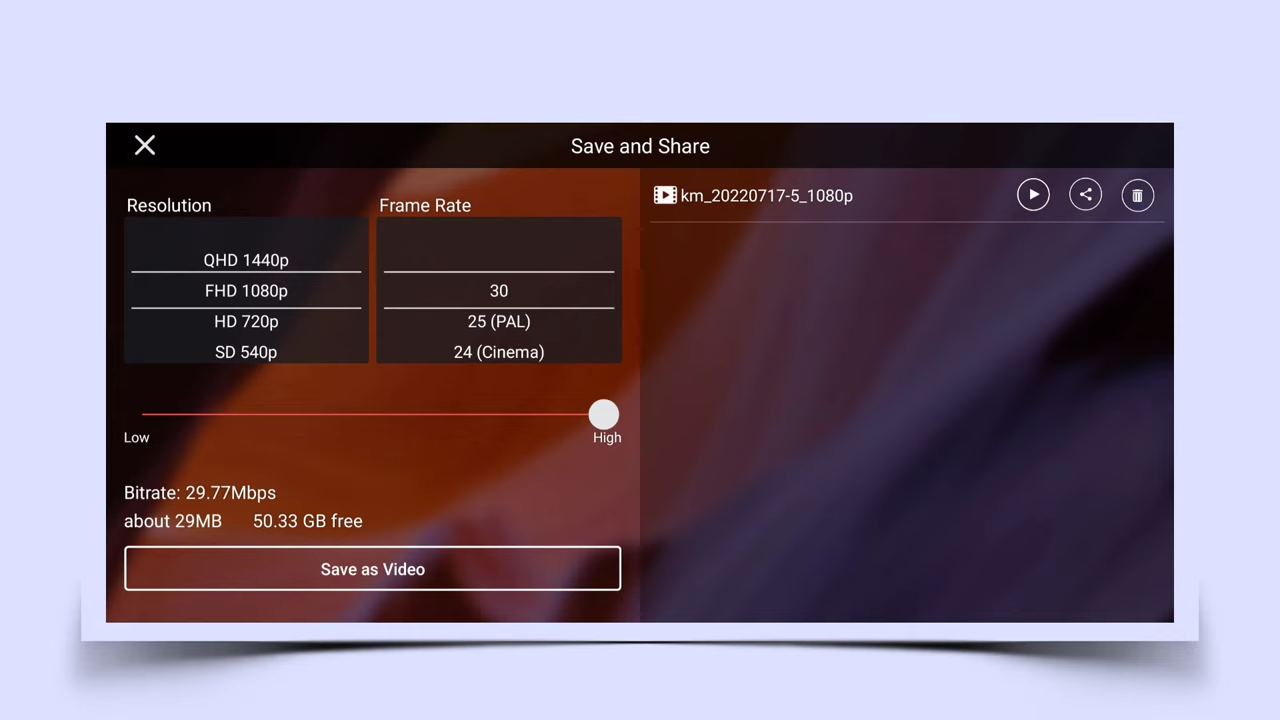 Save and Share
Resolution
QHD 1440p
FHD 1080p
HD 720p
SD 540p
Frame Rate
30
25 (PAL)
24 (Cinema)
Low
High
Bitrate: 29.77Mbps
about 29MB 50.33 GB free
Save as Video
km_20220717-5_1080p